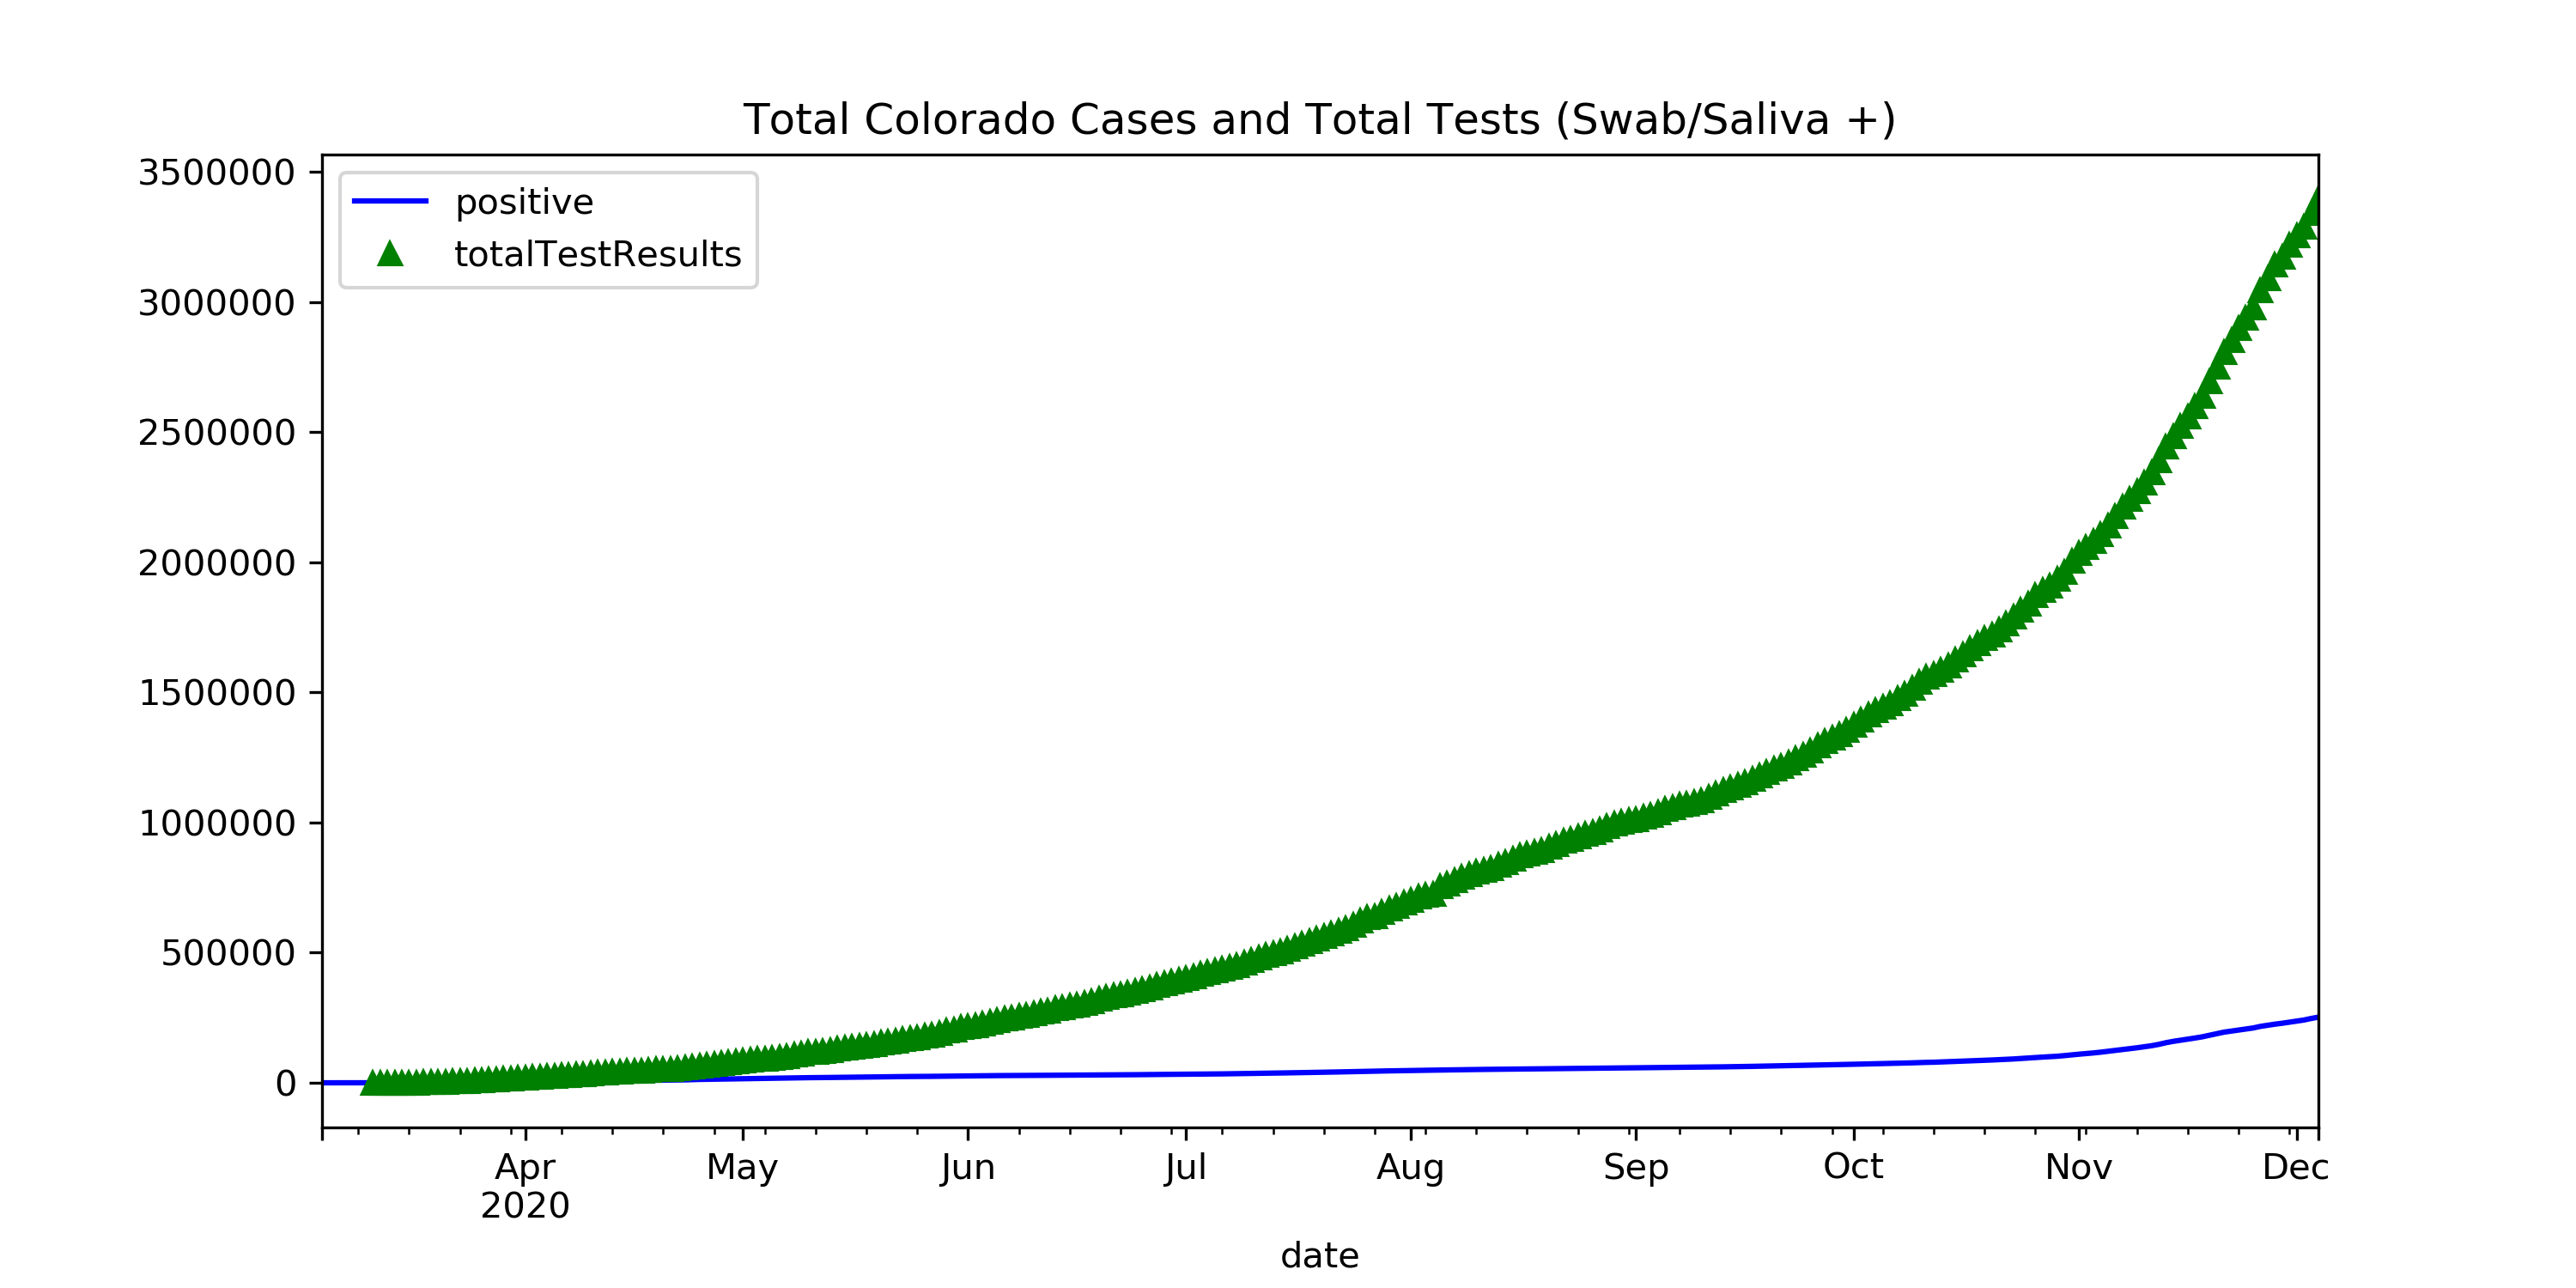 Total Colorado Cases and Total Tests (Swab/Saliva +)
positive
totalTestResults
3500000
3000000
2500000
2000000
1500000
1000000
500000
0
Apr May Jun Jul Aug Sep Oct Nov Dec
2020
date